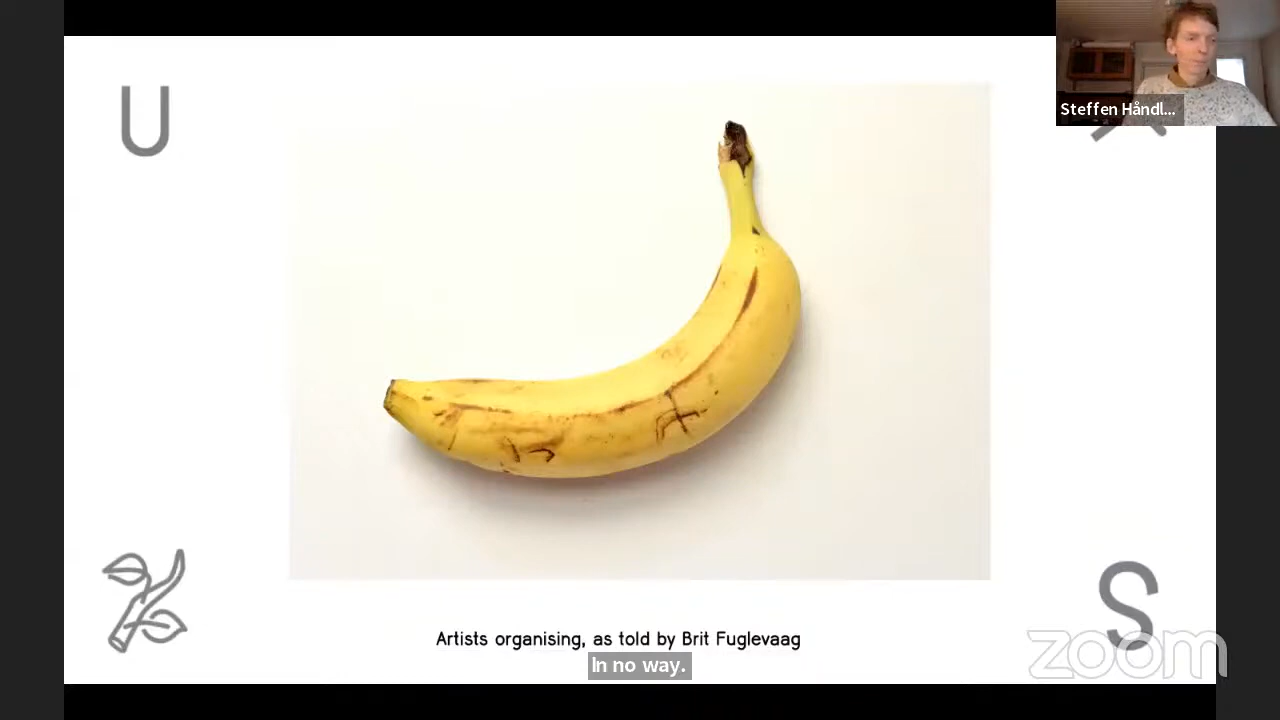 U
Steffen Håndl...
Artists organising, as told by Brit Fuglevaag
In no way.
S
zoom